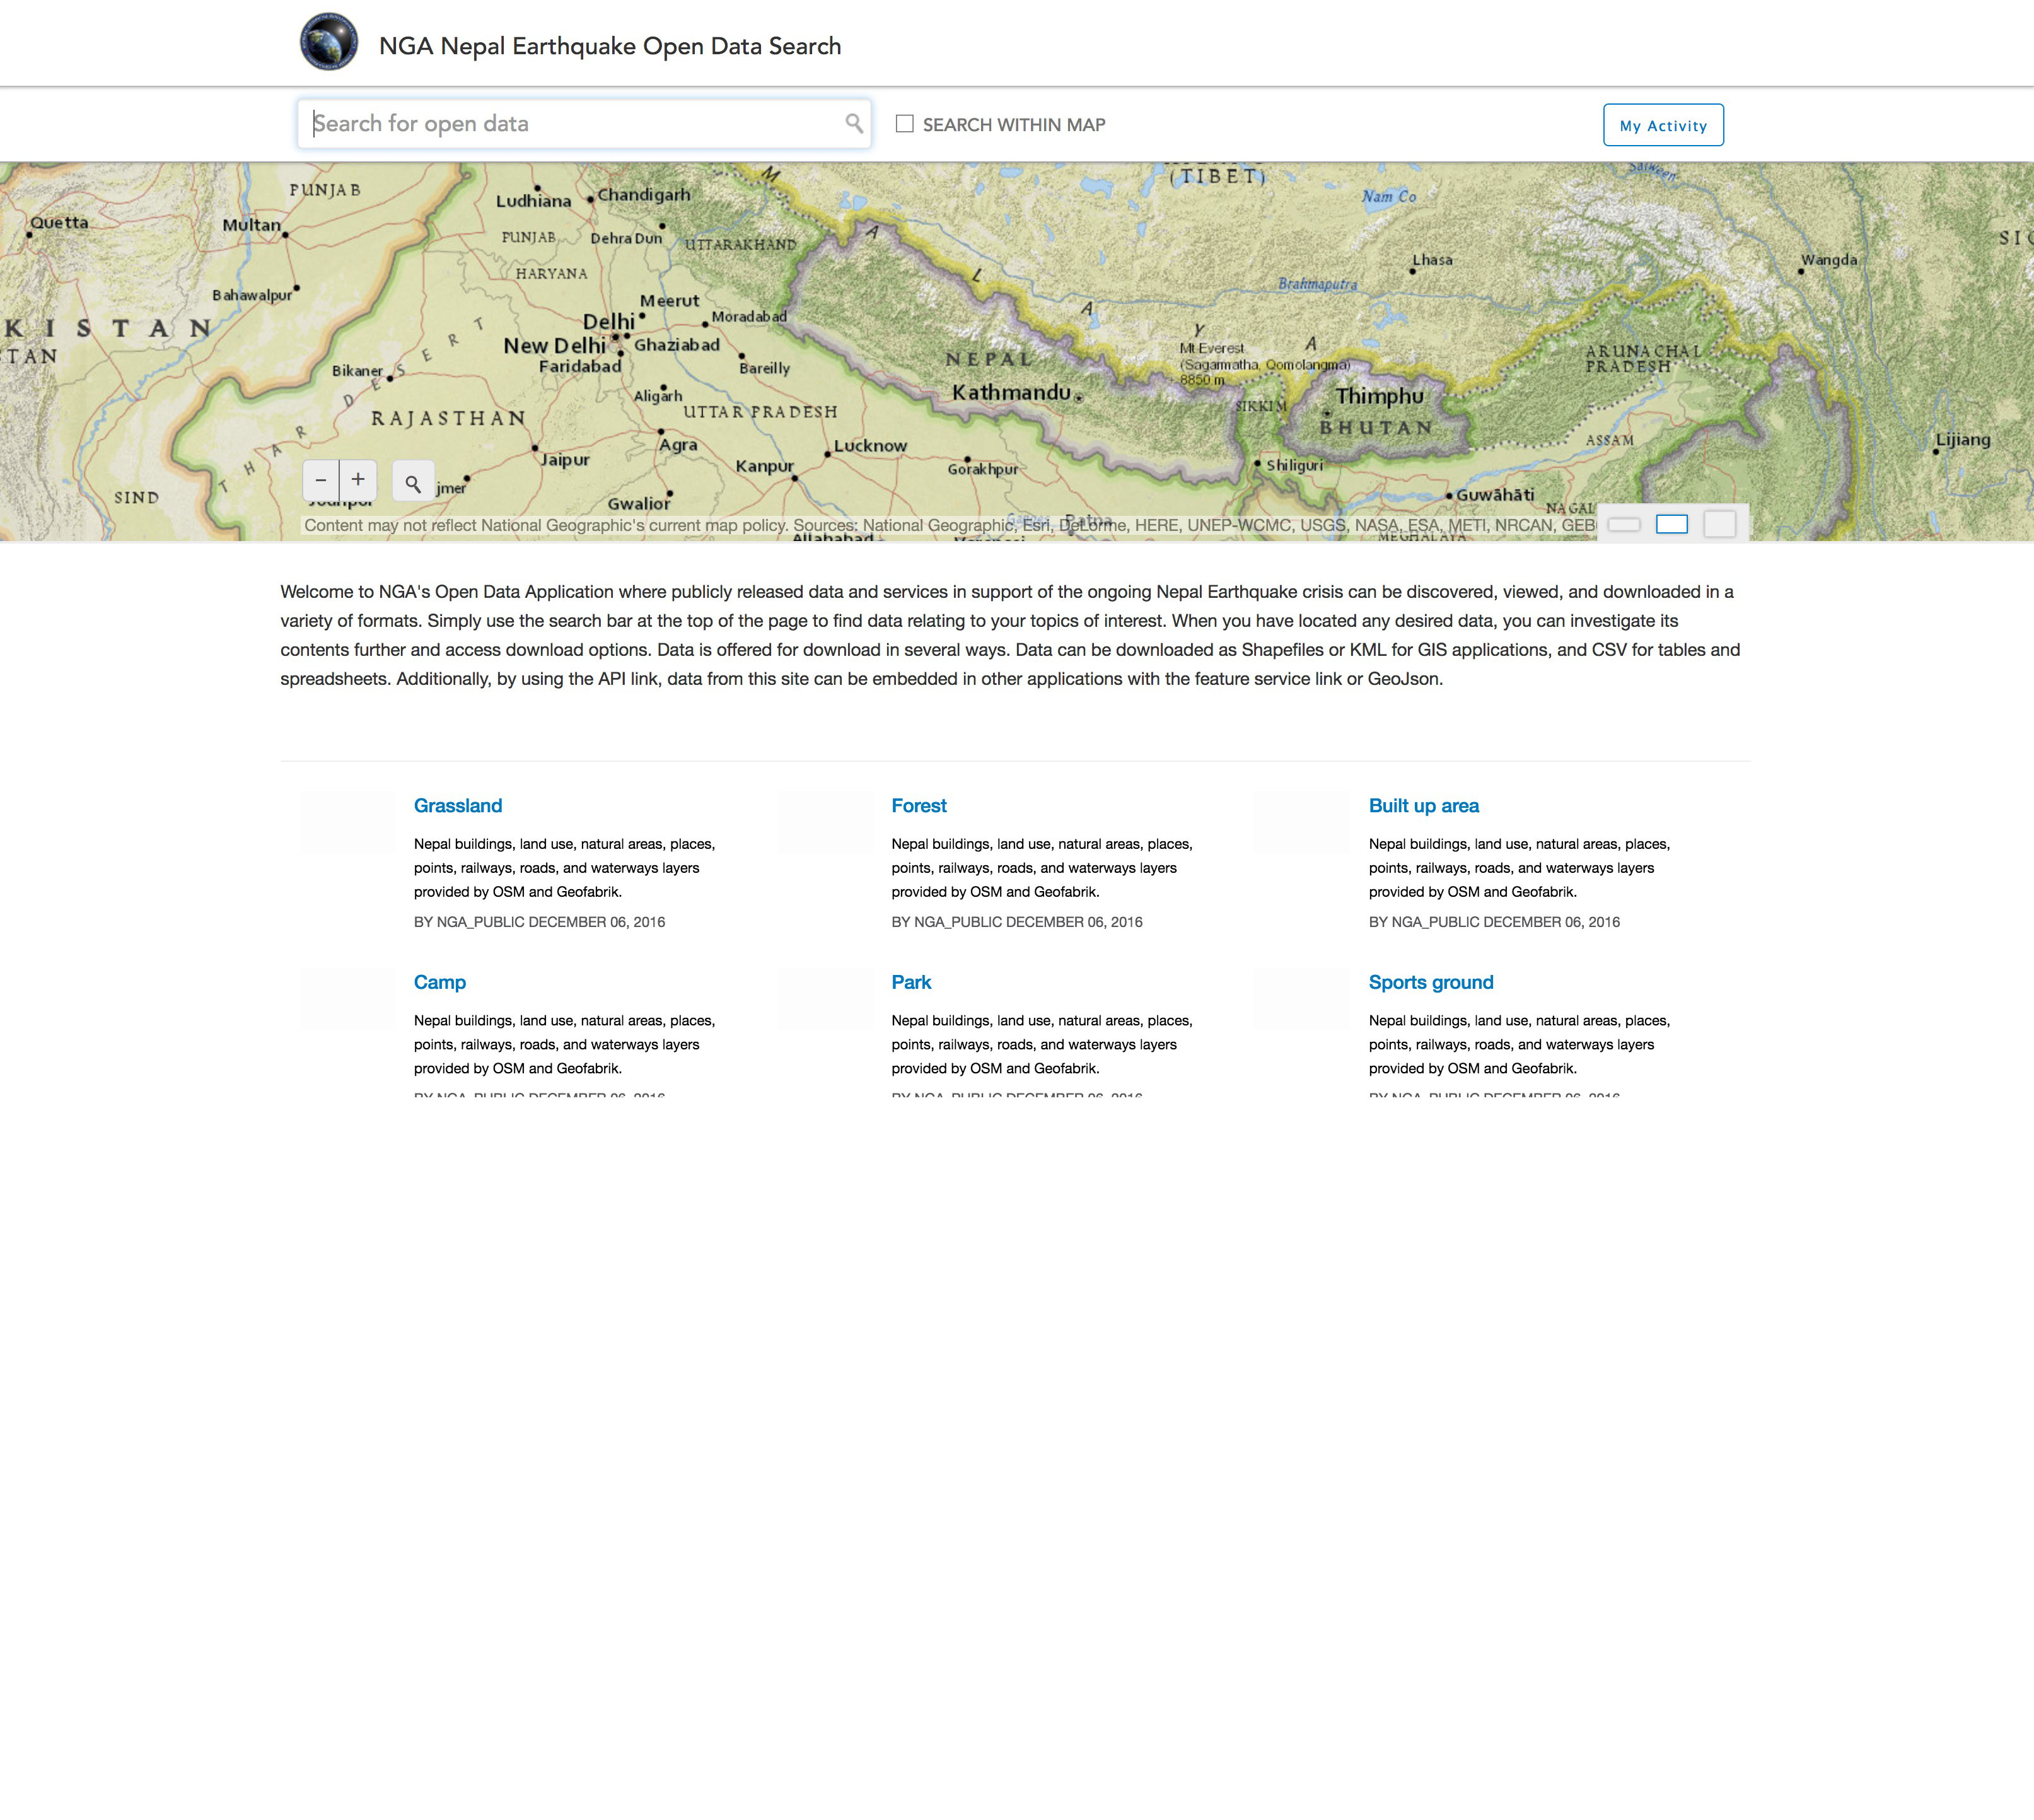 NGA Nepal Earthquake Open Data Search
Search for open data
SEARCH WITHIN MAP
My Activity
(TIBET)
Salween
PUNJAB
Ludhiana
Chandigarh
M
Nam Co
Quetta
Multan
PUNJAB
Dehra Dun
UTTARAKHAND
A
Lhasa
Wangda
HARYANA
L
Brahmaputra
Bahawalpur
Meerut
A
KISTAN
Delhi
Moradabad
Y
TAN
New Delhi
Ghaziabad
NEPAL
Mt Everest
A
ARUNACHAL
PRADESH
Faridabad
Bareilly
(Sagarmatha, Qomolangma)
8850 m
Bikaner
THAR DESERT
Aligarh
Kathmandu
Thimphu
SIKKIM
RAJASTHAN
UTTAR PRADESH
BHUTAN
Agra
Lucknow
ASSAM
Lijiang
Jaipur
Kanpur
Gorakhpur
Shiliguri
−
+
jmer
SIND
Gwalior
Guwāhāti
NAGAL
Content may not reflect National Geographic's current map policy. Sources: National Geographic, Esri, DeLorme, HERE, UNEP-WCMC, USGS, NASA, ESA, METI, NRCAN, GEB
Patna
Allahabad
MEGHALAYA
Welcome to NGA's Open Data Application where publicly released data and services in support of the ongoing Nepal Earthquake crisis can be discovered, viewed, and downloaded in a
variety of formats. Simply use the search bar at the top of the page to find data relating to your topics of interest. When you have located any desired data, you can investigate its
contents further and access download options. Data is offered for download in several ways. Data can be downloaded as Shapefiles or KML for GIS applications, and CSV for tables and
spreadsheets. Additionally, by using the API link, data from this site can be embedded in other applications with the feature service link or GeoJson.
Grassland
Nepal buildings, land use, natural areas, places,
points, railways, roads, and waterways layers
provided by OSM and Geofabrik.
BY NGA_PUBLIC DECEMBER 06, 2016
Forest
Nepal buildings, land use, natural areas, places,
points, railways, roads, and waterways layers
provided by OSM and Geofabrik.
BY NGA_PUBLIC DECEMBER 06, 2016
Built up area
Nepal buildings, land use, natural areas, places,
points, railways, roads, and waterways layers
provided by OSM and Geofabrik.
BY NGA_PUBLIC DECEMBER 06, 2016
Camp
Nepal buildings, land use, natural areas, places,
points, railways, roads, and waterways layers
provided by OSM and Geofabrik.
BY NGA_PUBLIC DECEMBER 06, 2016
Park
Nepal buildings, land use, natural areas, places,
points, railways, roads, and waterways layers
provided by OSM and Geofabrik.
BY NGA_PUBLIC DECEMBER 06, 2016
Sports ground
Nepal buildings, land use, natural areas, places,
points, railways, roads, and waterways layers
provided by OSM and Geofabrik.
BY NGA_PUBLIC DECEMBER 06, 2016